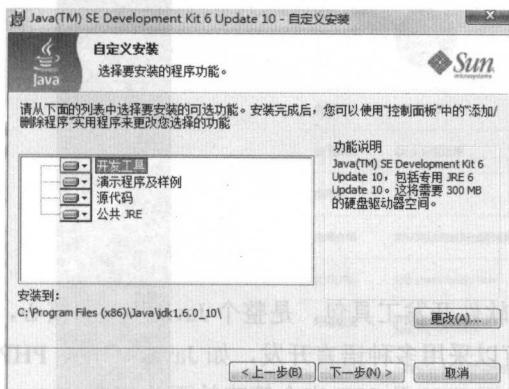 Java(TM) SE Development Kit 6 Update 10 - 自定义安装
自定义安装
选择要安装的程序功能。
Java
Sun
microsystems
请从下面的列表中选择要安装的可选功能。安装完成后，您可以使用“控制面板”中的“添加/
删除程序”实用程序来更改您选择的功能
开发工具
演示程序及样例
源代码
公共 JRE
功能说明
Java(TM) SE Development Kit 6
Update 10，包括专用 JRE 6
Update 10。这将需要 300 MB
的硬盘驱动器空间。
安装到：
C:\Program Files (x86)\Java\jdk1.6.0_10\
更改(A)...
<上一步(B)
下一步(N) >
取消